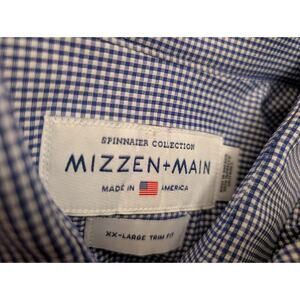 SPINNAKER COLLECTION
MIZZEN+MAIN
MADE IN AMERICA
XX-LARGE TRIM FIT